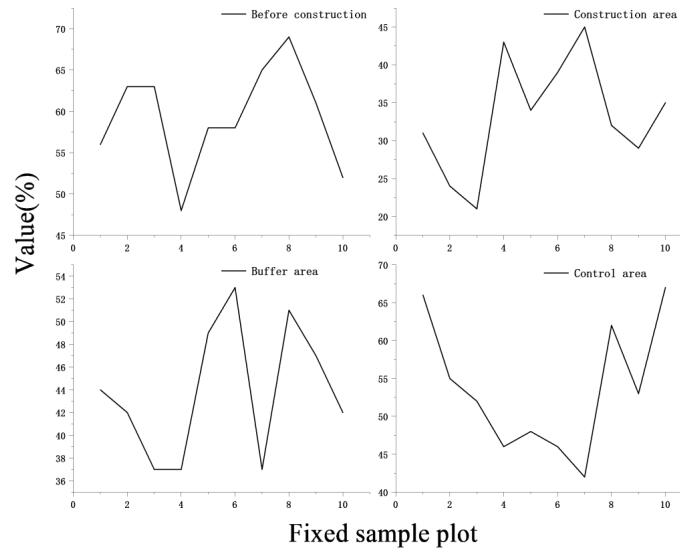 Before construction
70
65
60
55
50
45
0 2 4 6 8 10
Construction area
45
40
35
30
25
20
0 2 4 6 8 10
Value(%)
Buffer area
54
52
50
48
46
44
42
40
38
36
0 2 4 6 8 10
Control area
70
65
60
55
50
45
40
0 2 4 6 8 10
Fixed sample plot